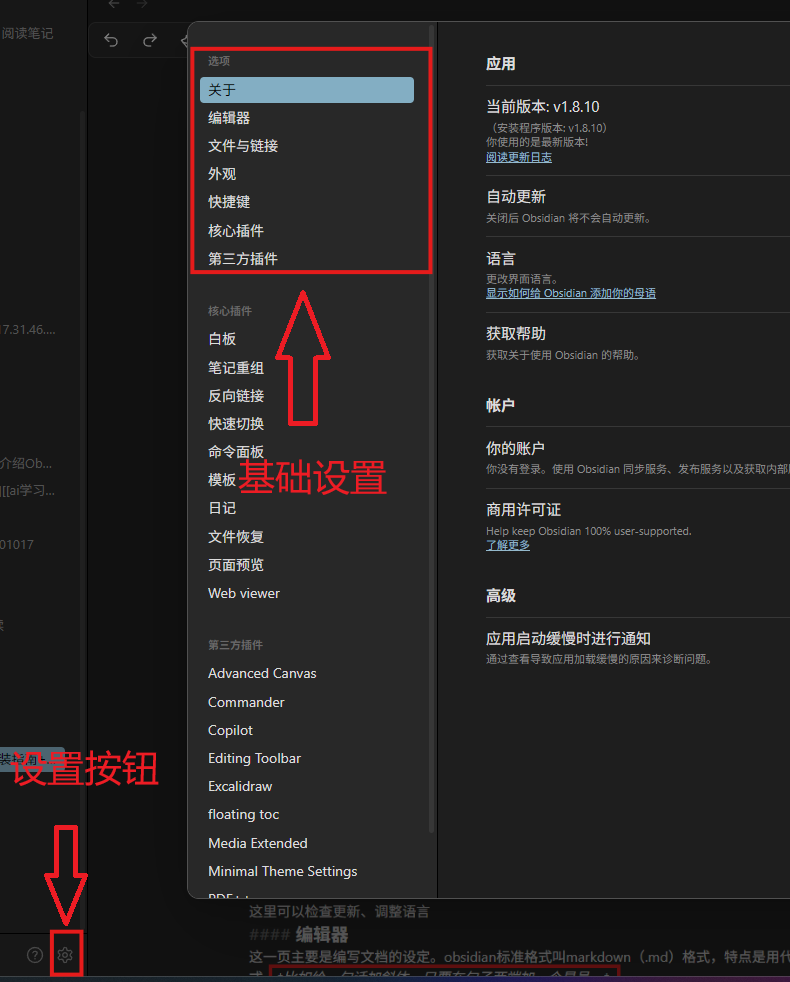 阅读笔记
选项
关于
编辑器
文件与链接
外观
快捷键
核心插件
第三方插件
核心插件
白板
笔记重组
反向链接
快速切换
命令面板
模板
日记
文件恢复
页面预览
Web viewer
第三方插件
Advanced Canvas
Commander
Copilot
Editing Toolbar
Excalidraw
floating toc
Media Extended
Minimal Theme Settings
应用
当前版本: v1.8.10
（安装程序版本: v1.8.10）
你使用的是最新版本!
阅读更新日志
自动更新
关闭后 Obsidian 将不会自动更新。
语言
更改界面语言。
显示如何给 Obsidian 添加你的母语
获取帮助
获取关于使用 Obsidian 的帮助。
帐户
你的账户
你没有登录。使用 Obsidian 同步服务、发布服务以及获取内部
商用许可证
Help keep Obsidian 100% user-supported.
了解更多
高级
应用启动缓慢时进行通知
通过查看导致应用加载缓慢的原因来诊断问题。
基础设置
设置按钮
17.31.46....
介绍Ob...
[[ai学习...
01017
这里可以检查更新、调整语言
#### 编辑器
这一页主要是编写文档的设定。obsidian标准格式叫markdown（.md）格式，特点是用代